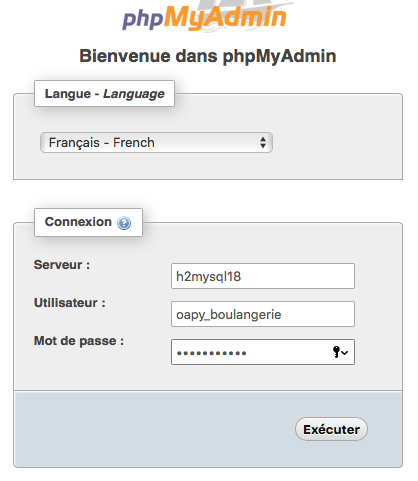 phpMyAdmin
Bienvenue dans phpMyAdmin
Langue - Language
Français - French
Connexion
Serveur :
h2mysql18
Utilisateur :
oapy_boulangerie
Mot de passe :
•••••••••••
Exécuter